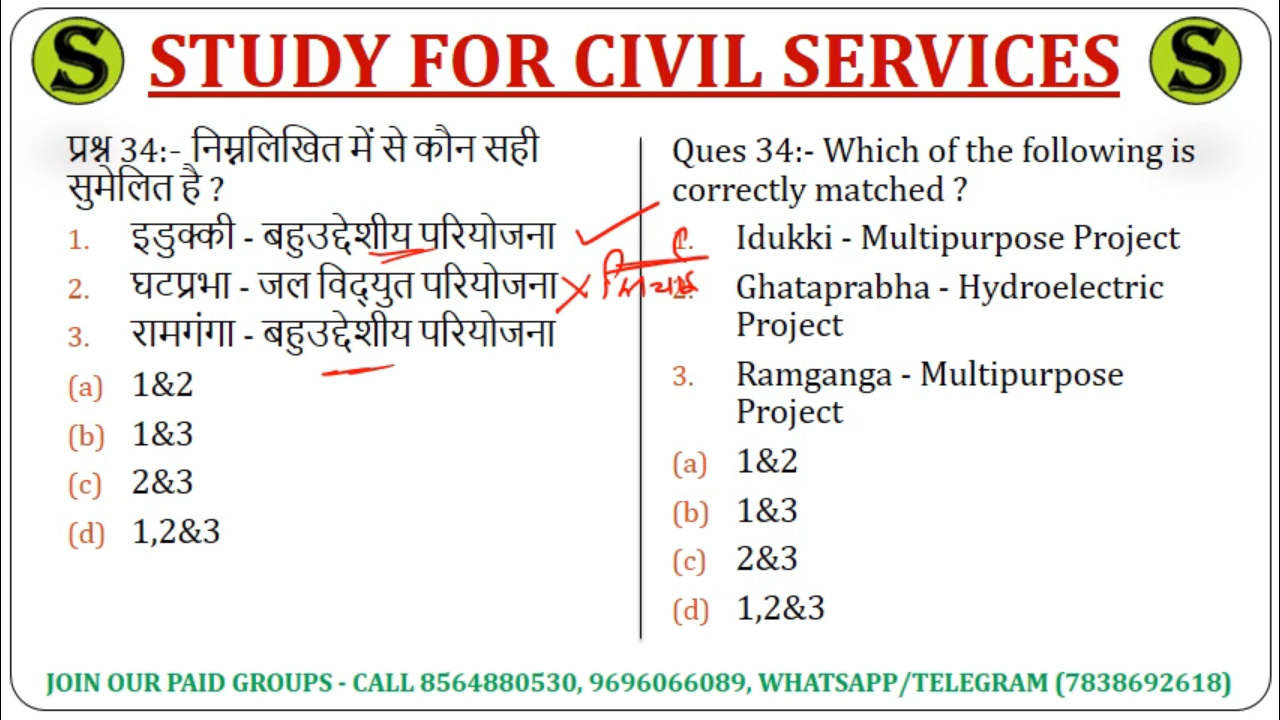 S STUDY FOR CIVIL SERVICES S
प्रश्न 34:- निम्नलिखित में से कौन सही
सुमेलित है ?
1. इडुक्की - बहुउद्देशीय परियोजना
2. घटप्रभा - जल विद्युत परियोजना
3. रामगंगा - बहुउद्देशीय परियोजना
(a) 1&2
(b) 1&3
(c) 2&3
(d) 1,2&3
Ques 34:- Which of the following is
correctly matched ?
1. Idukki - Multipurpose Project
2. Ghataprabha - Hydroelectric
Project
3. Ramganga - Multipurpose
Project
(a) 1&2
(b) 1&3
(c) 2&3
(d) 1,2&3
JOIN OUR PAID GROUPS - CALL 8564880530, 9696066089, WHATSAPP/TELEGRAM (7838692618)